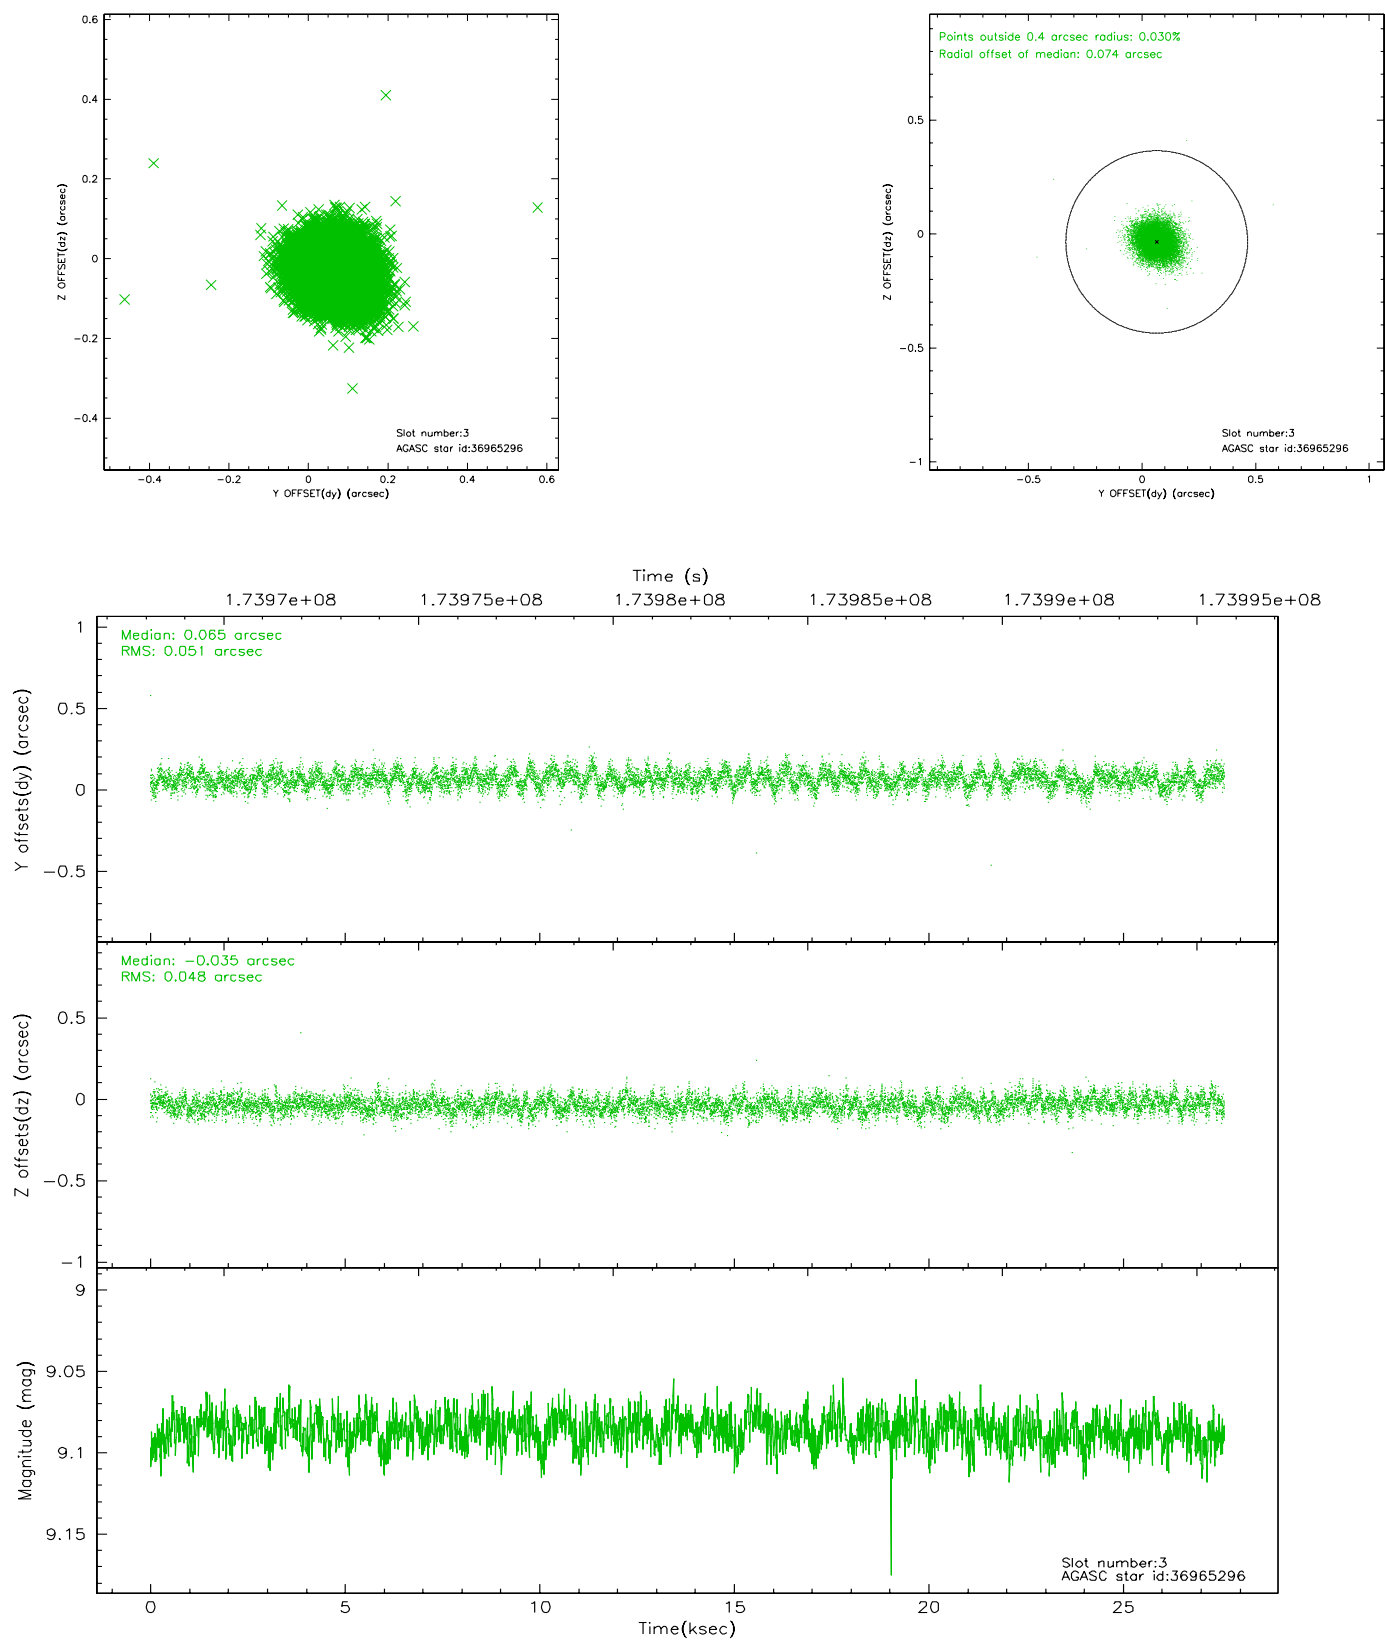 0.6
0.4
0.2
0
−0.2
−0.4
Z OFFSET(dz) (arcsec)
Slot number:3
AGASC star id:36965296
−0.4 −0.2 0 0.2 0.4 0.6
Y OFFSET(dy) (arcsec)
Points outside 0.4 arcsec radius: 0.030%
Radial offset of median: 0.074 arcsec
0.5
0
−0.5
−1
Z OFFSET(dz) (arcsec)
Slot number:3
AGASC star id:36965296
−0.5 0 0.5 1
Y OFFSET(dy) (arcsec)
Time (s)
1.7397e+08 1.73975e+08 1.7398e+08 1.73985e+08 1.7399e+08 1.73995e+08
Median: 0.065 arcsec
RMS: 0.051 arcsec
1
0.5
0
−0.5
Y offsets(dy) (arcsec)
Median: −0.035 arcsec
RMS: 0.048 arcsec
0.5
0
−0.5
−1
Z offsets(dz) (arcsec)
9
9.05
9.1
9.15
Magnitude (mag)
Slot number:3
AGASC star id:36965296
0 5 10 15 20 25
Time(ksec)